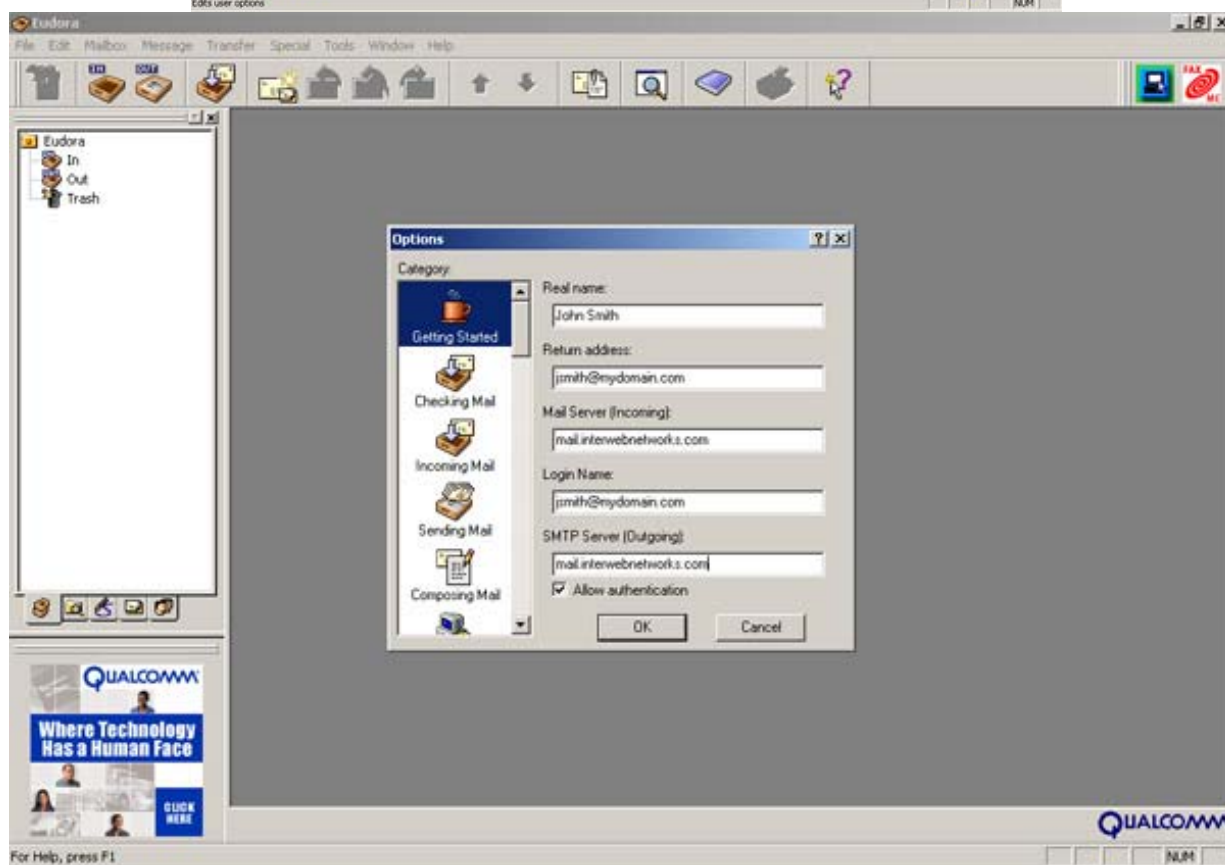 Edits user options
NUM
Eudora
File Edit Mailbox Message Transfer Special Tools Window Help
IN
OUT
FAX
ME
Eudora
In
Out
Trash
Options
Category:
Getting Started
Checking Mail
Incoming Mail
Sending Mail
Composing Mail
Real name:
John Smith
Return address:
jsmith@mydomain.com
Mail Server (Incoming):
mail.interwebnetworks.com
Login Name:
jsmith@mydomain.com
SMTP Server (Outgoing):
mail.interwebnetworks.com
Allow authentication
OK
Cancel
QUALCOMM
Where Technology
Has a Human Face
CLICK
HERE
QUALCOMM
For Help, press F1
NUM